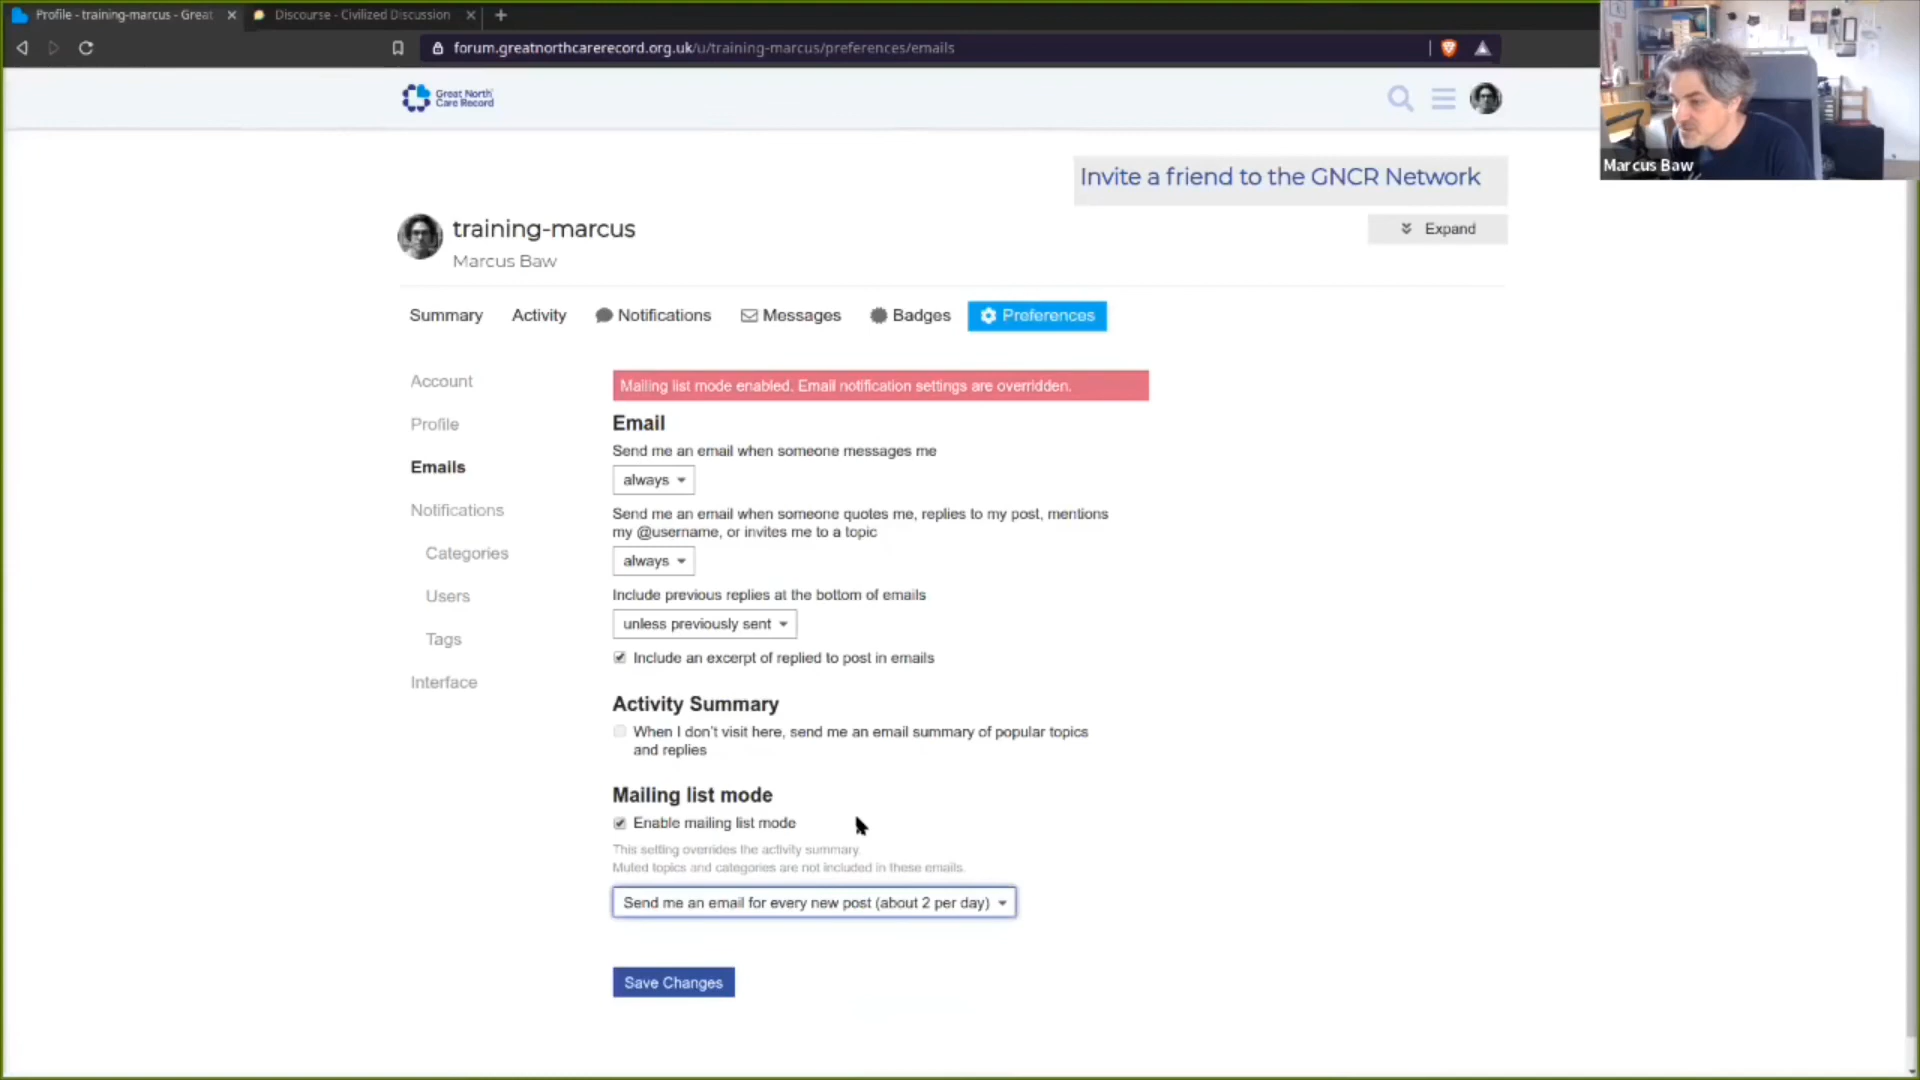 Profile - training-marcus - Great
Discourse - Civilized Discussion
forum.greatnorthcarerecord.org.uk/u/training-marcus/preferences/emails
Great North
Care Record
Marcus Baw
Invite a friend to the GNCR Network
training-marcus
Expand
Marcus Baw
Summary
Activity
Notifications
Messages
Badges
Preferences
Account
Profile
Emails
Notifications
Categories
Users
Tags
Interface
Mailing list mode enabled. Email notification settings are overridden.
Email
Send me an email when someone messages me
always
Send me an email when someone quotes me, replies to my post, mentions
my @username, or invites me to a topic
always
Include previous replies at the bottom of emails
unless previously sent
Include an excerpt of replied to post in emails
Activity Summary
When I don't visit here, send me an email summary of popular topics
and replies
Mailing list mode
Enable mailing list mode
This setting overrides the activity summary.
Muted topics and categories are not included in these emails.
Send me an email for every new post (about 2 per day)
Save Changes